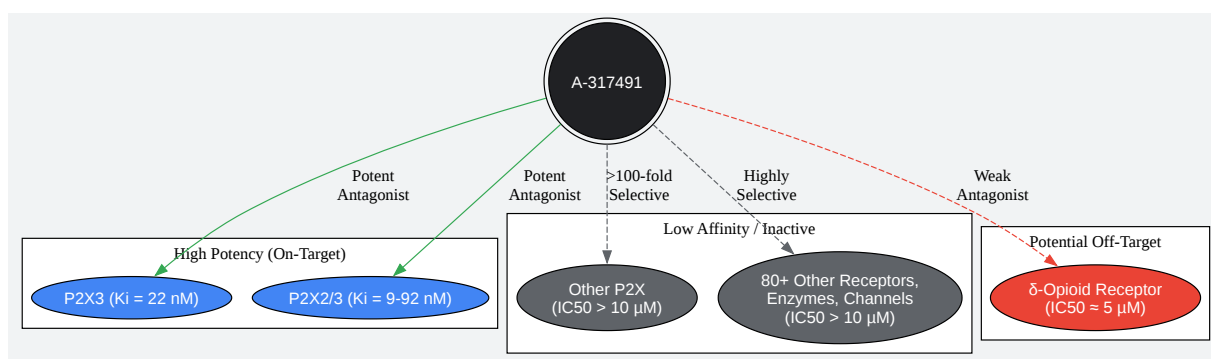 A-317491
Potent
Antagonist
Potent
Antagonist
>100-fold
Selective
Highly
Selective
Weak
Antagonist
High Potency (On-Target)
Low Affinity / Inactive
Potential Off-Target
P2X3 (Ki = 22 nM)
P2X2/3 (Ki = 9-92 nM)
Other P2X
(IC50 > 10 µM)
80+ Other Receptors,
Enzymes, Channels
(IC50 > 10 µM)
δ-Opioid Receptor
(IC50 ≈ 5 µM)